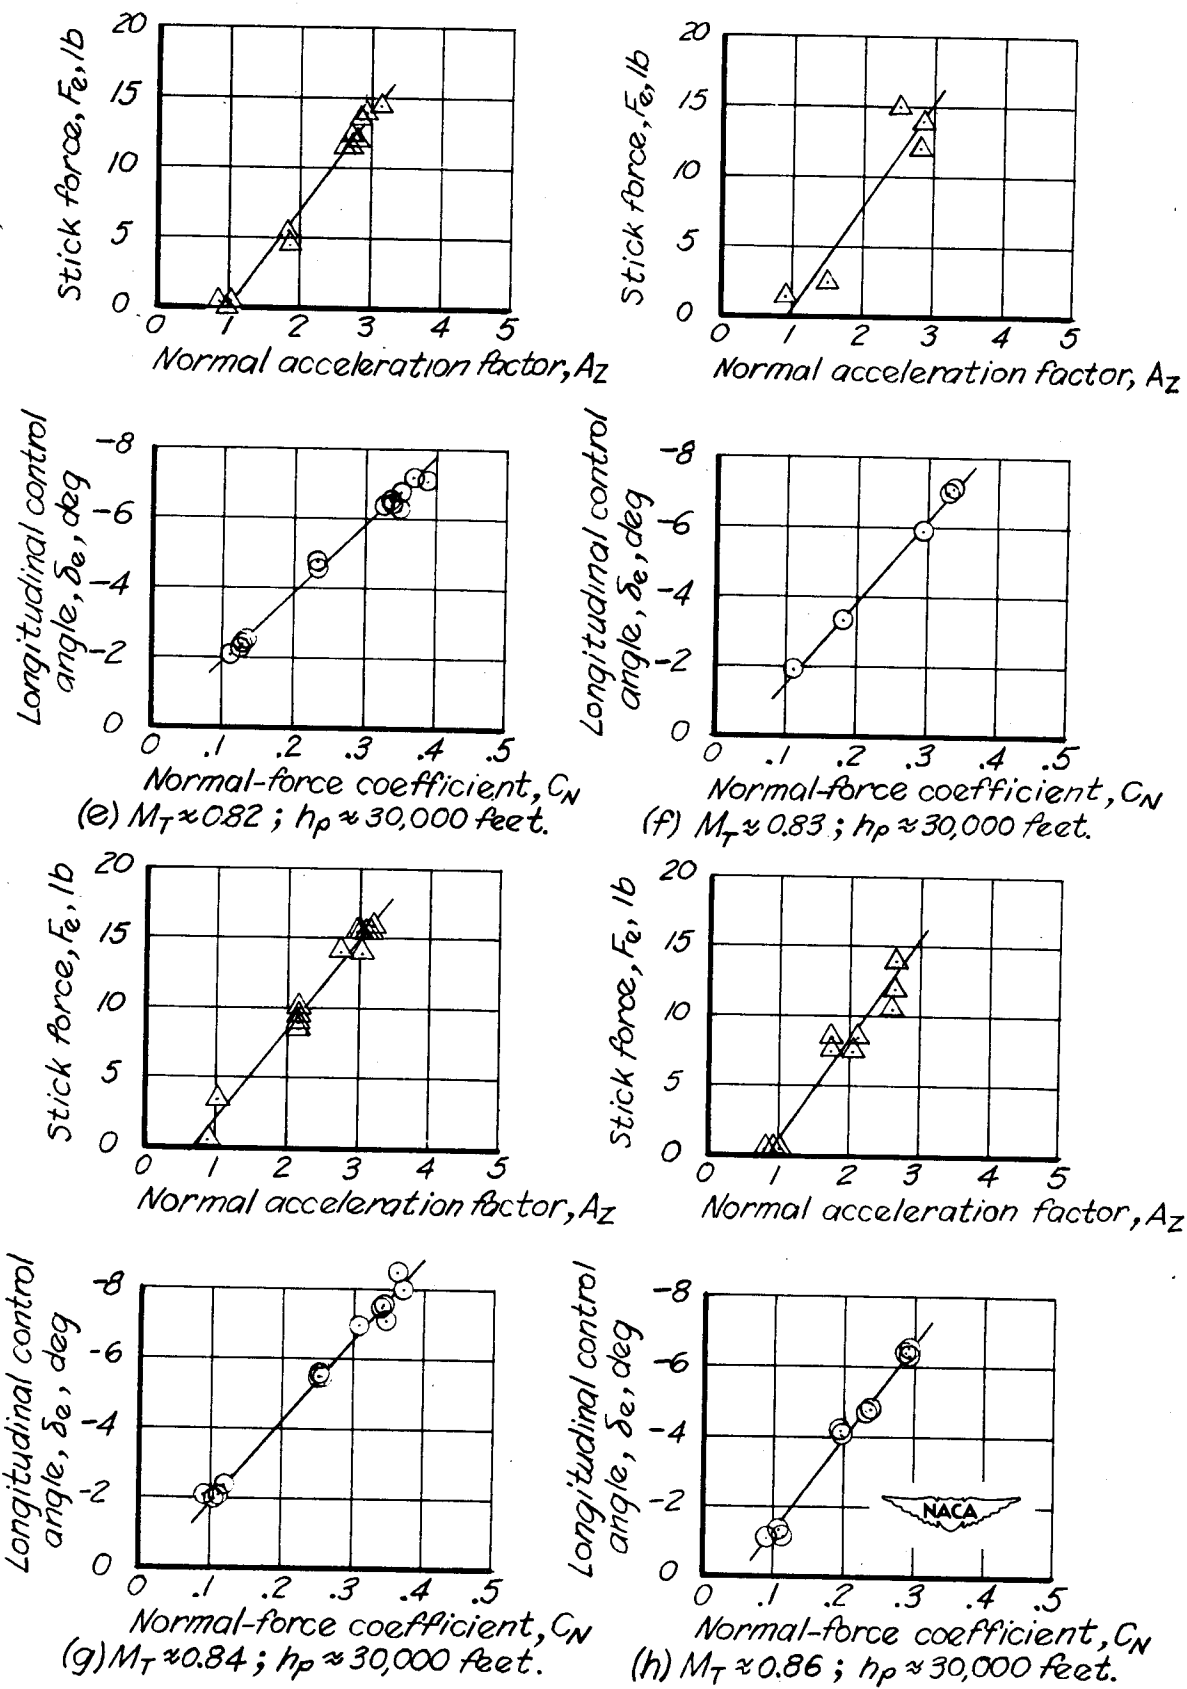 20
15
10
5
0
Stick force, Fe, lb
0 1 2 3 4 5
Normal acceleration factor, AZ
20
15
10
5
0
Stick force, Fe, lb
0 1 2 3 4 5
Normal acceleration factor, AZ
-8
-6
-4
-2
0
Longitudinal control
angle, δe, deg
0 .1 .2 .3 .4 .5
Normal-force coefficient, CN
(e) MT ≈ 0.82 ; hp ≈ 30,000 feet.
-8
-6
-4
-2
0
Longitudinal control
angle, δe, deg
0 .1 .2 .3 .4 .5
Normal-force coefficient, CN
(f) MT ≈ 0.83 ; hp ≈ 30,000 feet.
20
15
10
5
0
Stick force, Fe, lb
0 1 2 3 4 5
Normal acceleration factor, AZ
20
15
10
5
0
Stick force, Fe, lb
0 1 2 3 4 5
Normal acceleration factor, AZ
-8
-6
-4
-2
0
Longitudinal control
angle, δe, deg
0 .1 .2 .3 .4 .5
Normal-force coefficient, CN
(g) MT ≈ 0.84 ; hp ≈ 30,000 feet.
-8
-6
-4
-2
0
Longitudinal control
angle, δe, deg
NACA
0 .1 .2 .3 .4 .5
Normal-force coefficient, CN
(h) MT ≈ 0.86 ; hp ≈ 30,000 feet.